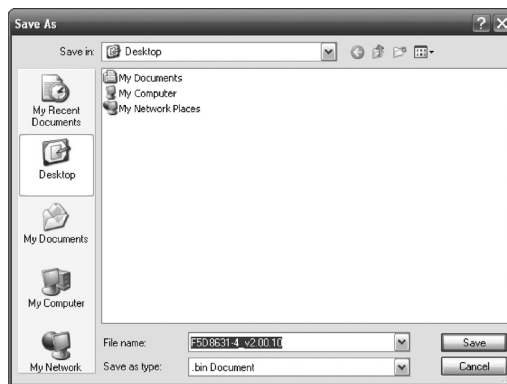 Save As
Save in: Desktop
My Documents
My Computer
My Network Places
My Recent
Documents
Desktop
My Documents
My Computer
My Network
File name: F5D8631-4_v2.00.10
Save
Save as type: .bin Document
Cancel